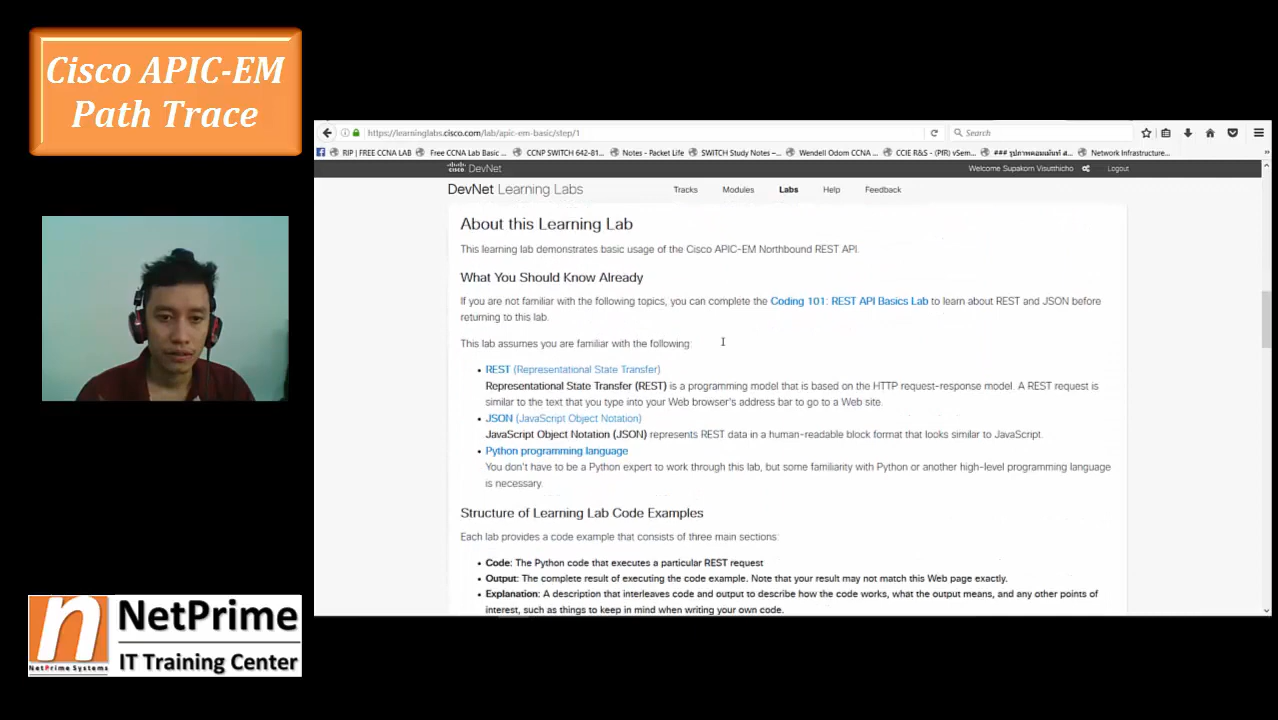 Cisco APIC-EM
Path Trace
https://learninglabs.cisco.com/lab/apic-em-basic/step/1
Search
RIP | FREE CCNA LAB
Free CCNA Lab Basic ...
CCNP SWITCH 642-81...
Notes - Packet Life
SWITCH Study Notes –...
Wendell Odom CCNA ...
CCIE R&S - (PIR) vSem...
Network Infrastructure...
cisco DevNet
Welcome Supakorn Visutthicho
Logout
DevNet Learning Labs
Tracks
Modules
Labs
Help
Feedback
About this Learning Lab
This learning lab demonstrates basic usage of the Cisco APIC-EM Northbound REST API.
What You Should Know Already
If you are not familiar with the following topics, you can complete the Coding 101: REST API Basics Lab to learn about REST and JSON before
returning to this lab.
This lab assumes you are familiar with the following:
• REST (Representational State Transfer)
Representational State Transfer (REST) is a programming model that is based on the HTTP request-response model. A REST request is
similar to the text that you type into your Web browser's address bar to go to a Web site.
• JSON (JavaScript Object Notation)
JavaScript Object Notation (JSON) represents REST data in a human-readable block format that looks similar to JavaScript.
• Python programming language
You don't have to be a Python expert to work through this lab, but some familiarity with Python or another high-level programming language
is necessary.
Structure of Learning Lab Code Examples
Each lab provides a code example that consists of three main sections:
• Code: The Python code that executes a particular REST request
• Output: The complete result of executing the code example. Note that your result may not match this Web page exactly.
• Explanation: A description that interleaves code and output to describe how the code works, what the output means, and any other points of
interest, such as things to keep in mind when writing your own code.
n
NetPrime Systems
NetPrime
IT Training Center